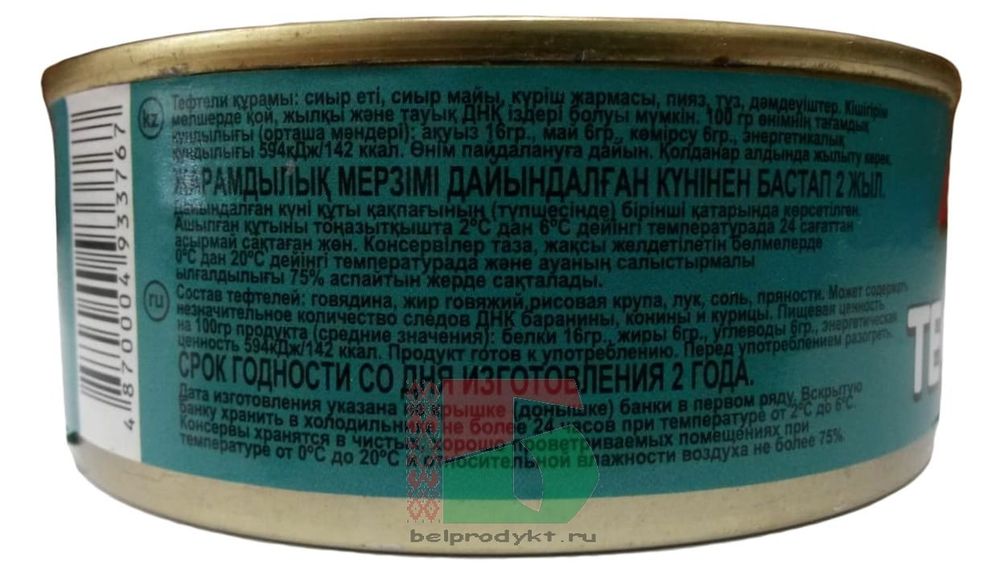 kz
Тефтели құрамы: сиыр еті, сиыр майы, күріш жармасы, пияз, тұз, дәмдеуіштер. Кішігірім
мөлшерде қой, жылқы және тауық ДНК іздері болуы мүмкін. 100 гр өнімнің тағамдық
құндылығы (орташа мәндері): ақуыз 16гр., май 6гр., көмірсу 6гр., энергетикалық
құндылығы 594кДж/142 ккал. Өнім пайдалануға дайын. Қолданар алдында жылыту керек.
ЖАРАМДЫЛЫҚ МЕРЗІМІ ДАЙЫНДАЛҒАН КҮНІНЕН БАСТАП 2 ЖЫЛ.
Дайындалған күні құты қақпағының (түпшесінде) бірінші қатарында көрсетілген.
Ашылған құтыны тоңазытқышта 2°С дан 6°С дейінгі температурада 24 сағаттан
асырмай сақтаған жөн. Консервілер таза, жақсы желдетілетін бөлмелерде
0°С дан 20°С дейінгі температурада және ауаның салыстырмалы
ылғалдылығы 75% аспайтын жерде сақталады.
ru
Состав тефтелей: говядина, жир говяжий,рисовая крупа, лук, соль, пряности. Может содержать
незначительное количество следов ДНК баранины, конины и курицы. Пищевая ценность
на 100гр продукта (средние значения): белки 16гр., жиры 6гр., углеводы 6гр., энергетическая
ценность 594кДж/142 ккал. Продукт готов к употреблению. Перед употреблением разогреть.
СРОК ГОДНОСТИ СО ДНЯ ИЗГОТОВЛЕНИЯ 2 ГОДА.
Дата изготовления указана на крышке (донышке) банки в первом ряду. Вскрытую
банку хранить в холодильнике не более 24 часов при температуре от 2°С до 6°С.
Консервы хранятся в чистых, хорошо проветриваемых помещениях при
температуре от 0°С до 20°С и относительной влажности воздуха не более 75%
4870004933767
ТЕ
belprodykt.ru